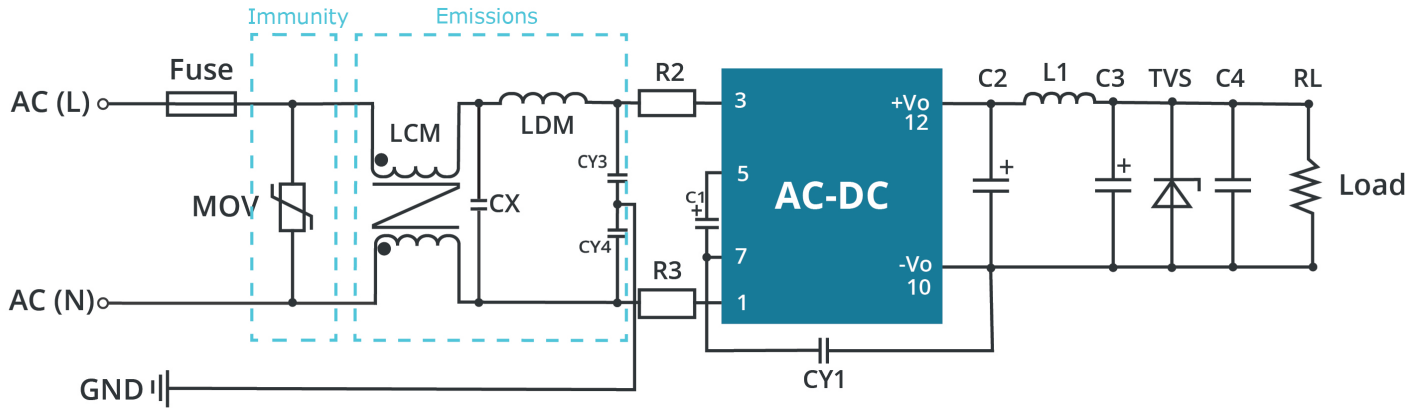 Immunity
Emissions
Fuse
R2
C2
L1
C3
TVS
C4
RL
AC (L)
3
+Vo
12
LCM
LDM
CY3
5
MOV
CX
C1
+
AC-DC
+
+
Load
CY4
7
-Vo
10
R3
AC (N)
1
GND
CY1